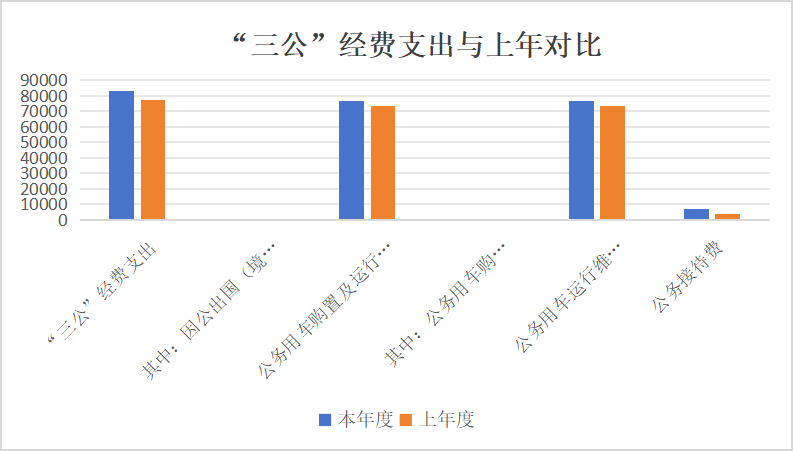 “三公”经费支出与上年对比
90000
80000
70000
60000
50000
40000
30000
20000
10000
0
“三公”经费支出
其中：因公出国（境…
公务用车购置及运行…
其中：公务用车购…
公务用车运行维…
公务接待费
本年度
上年度